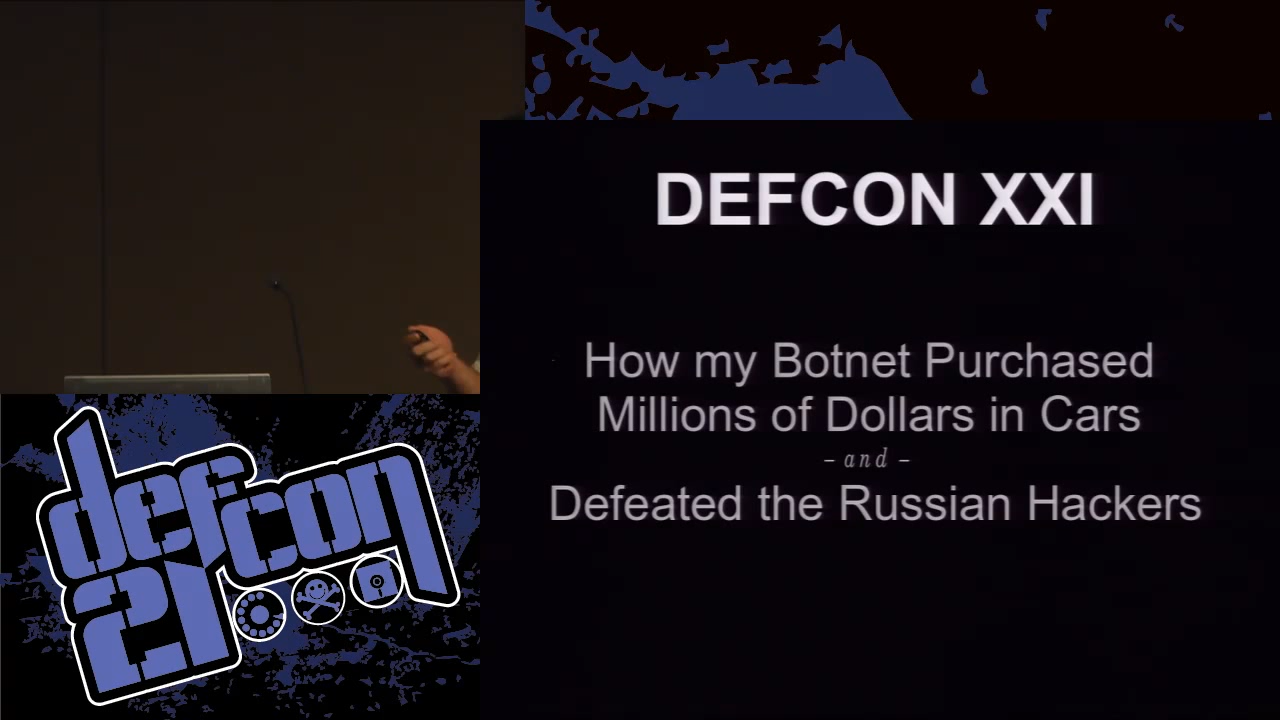 DEFCON XXI
How my Botnet Purchased
Millions of Dollars in Cars
– and –
Defeated the Russian Hackers
defcon
21